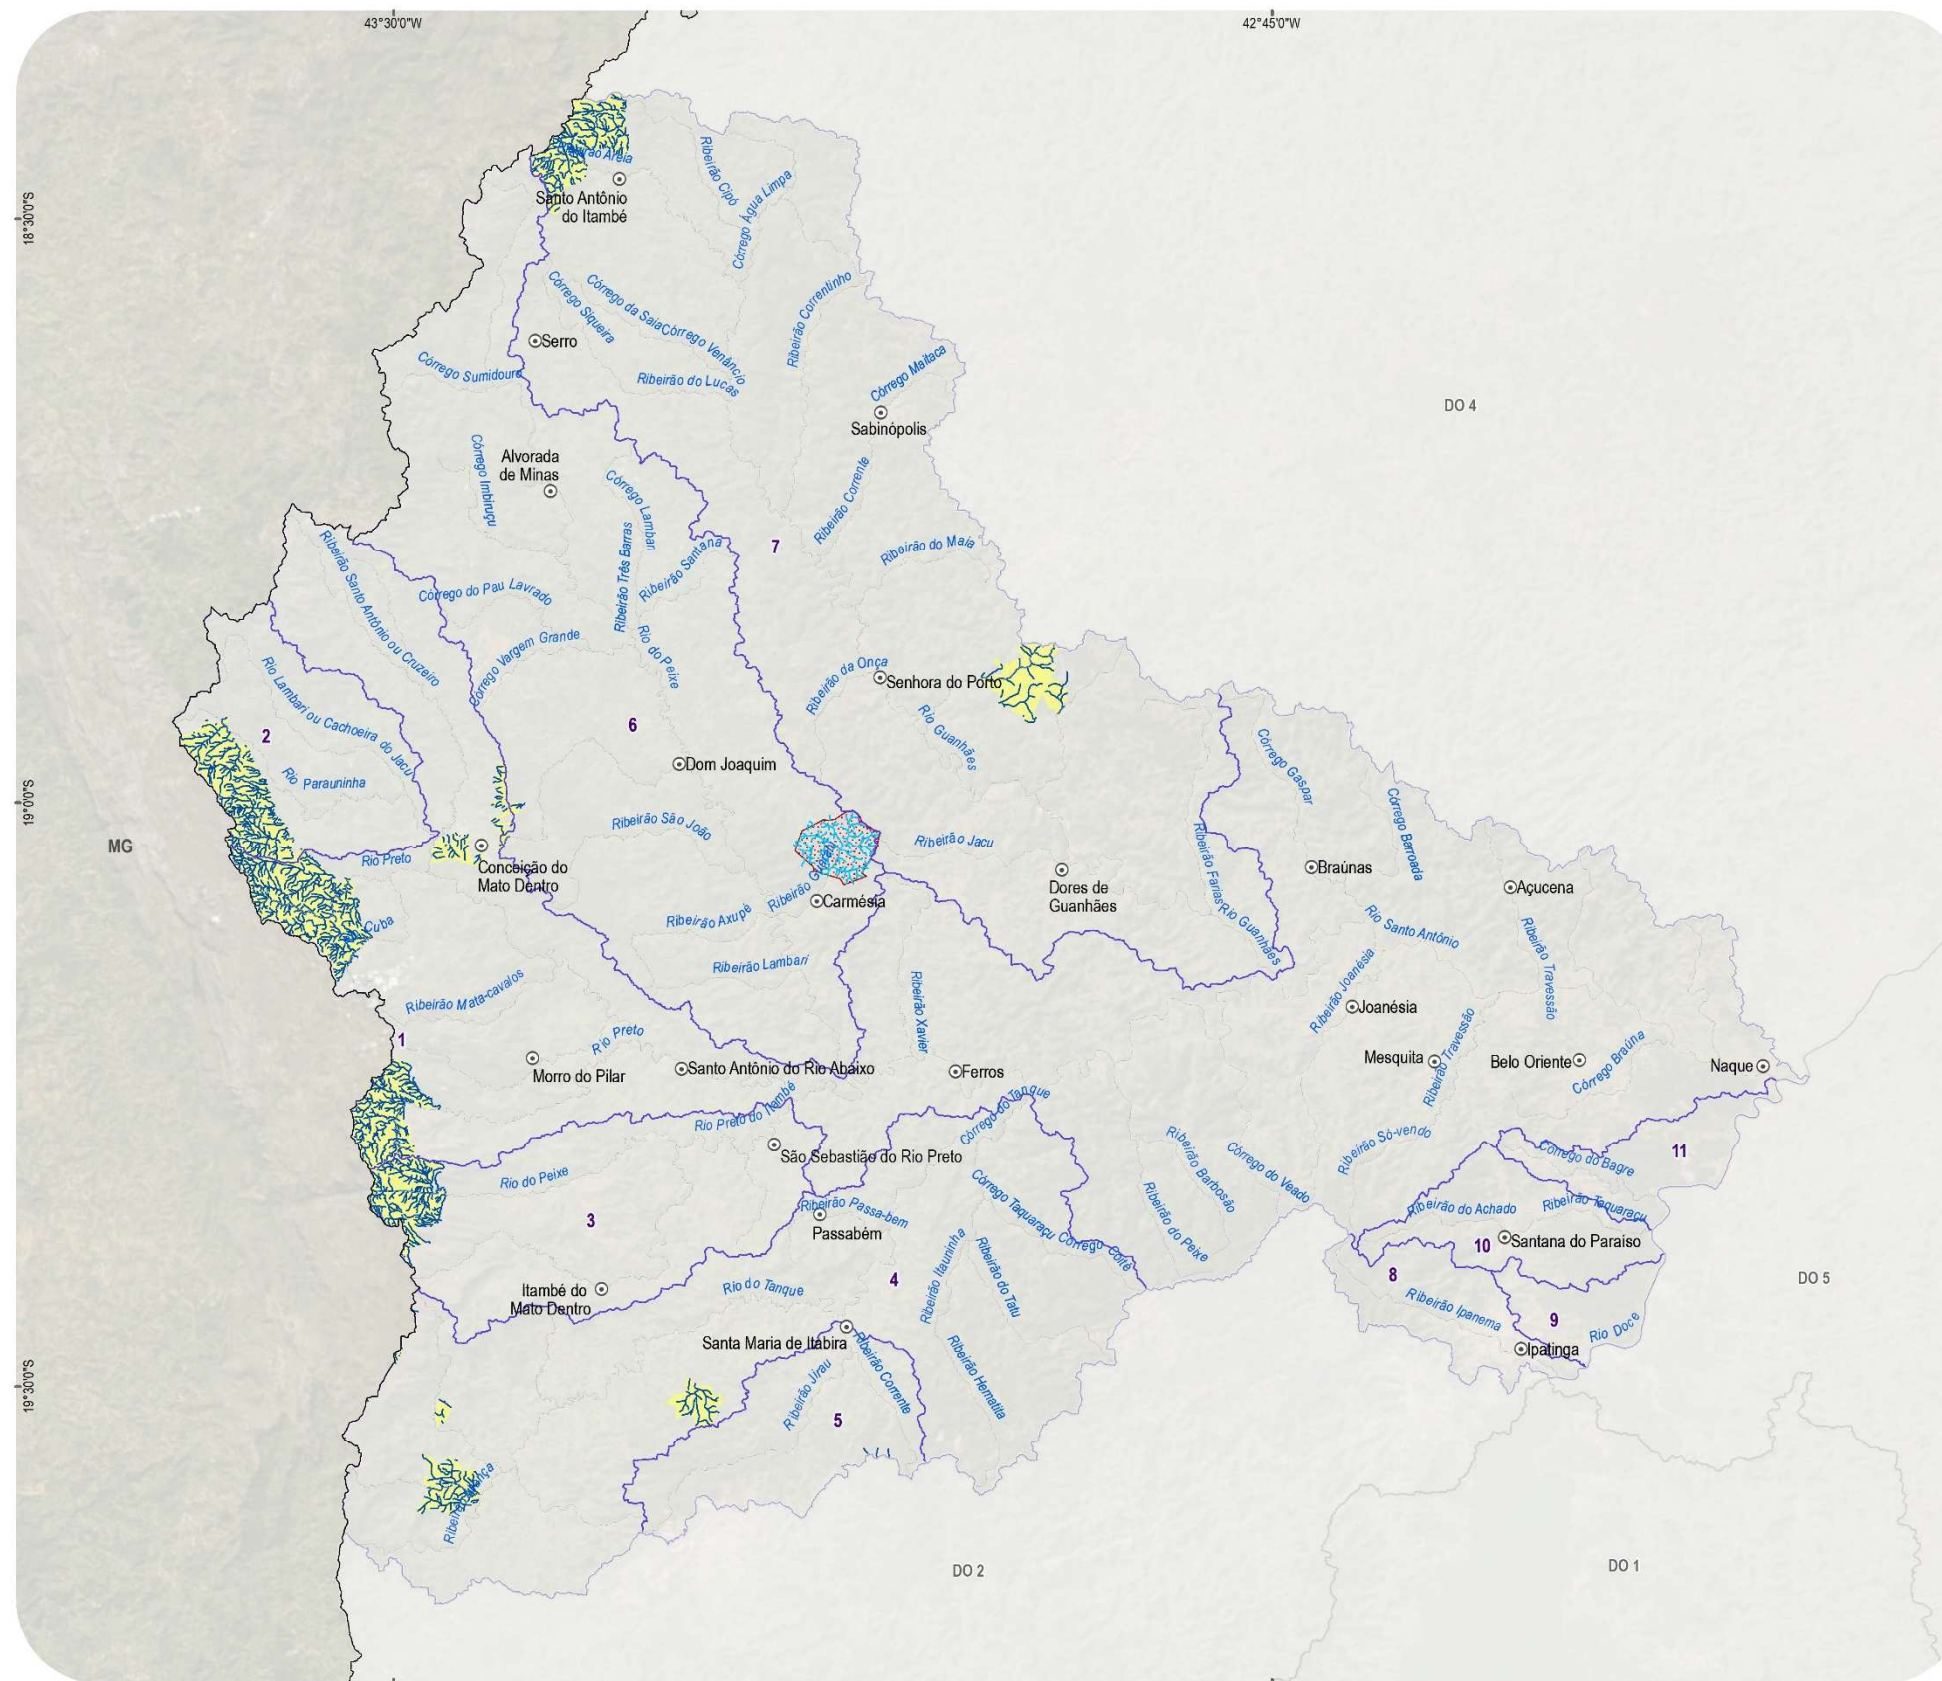 43°30'0"W
42°45'0"W
18°30'0"S
19°0'0"S
19°30'0"S
Ribeirão Cipó
Córrego Água Limpa
Santo Antônio
do Itambé
Córrego Siqueira
Córrego da Saia
Córrego Venâncio
Ribeirão Correntinho
Serro
Córrego Sumidouro
Ribeirão do Lucas
Córrego Maitaca
DO 4
Sabinópolis
Alvorada
de Minas
Córrego Imbiruçu
Córrego Lambari
Ribeirão Corrente
Ribeirão Três Barras
Ribeirão Santana
7
Ribeirão do Maia
Ribeirão Santo Antônio ou Cruzeiro
Córrego do Pau Lavrado
Córrego Vargem Grande
Rio do Peixe
Rio Lambari ou Cachoeira do Jacu
Ribeirão da Onça
Senhora do Porto
Rio Guanhães
2
6
Rio Parauninha
Dom Joaquim
Córrego Gaspar
Córrego Barroada
MG
Ribeirão São João
Ribeirão Jacu
Ribeirão Farias
Rio Preto
Conceição do
Mato Dentro
Braúnas
Dores de
Guanhães
Açucena
Ribeirão Axupé
Ribeirão
Carmésia
Cuba
Rio Guanhães
Rio Santo Antônio
Ribeirão Travessão
Ribeirão Lambari
Ribeirão Mata-cavalos
Ribeirão Xavier
Ribeirão Joanésia
Joanésia
1
Rio Preto
Morro do Pilar
Santo Antônio do Rio Abaixo
Ferros
Mesquita
Ribeirão Travessão
Belo Oriente
Córrego Braúna
Naque
Rio Preto do Itambé
Córrego do Tanque
São Sebastião do Rio Preto
Rio do Peixe
Ribeirão Barbosão
Córrego do Veado
Ribeirão Só-vendo
Córrego do Bagre
11
3
Ribeirão Passa-bem
Passabém
Córrego Taquaraçu
Córrego Coité
Ribeirão do Peixe
Ribeirão do Achado
Ribeirão Taquaraçu
10
Santana do Paraíso
Itambé do
Mato Dentro
Rio do Tanque
4
Ribeirão Itauninha
Ribeirão do Tatu
8
DO 5
Ribeirão Ipanema
9
Rio Doce
Santa Maria de Itabira
Ipatinga
Ribeirão Jirau
Ribeirão Corrente
Ribeirão Hematita
5
DO 2
DO 1